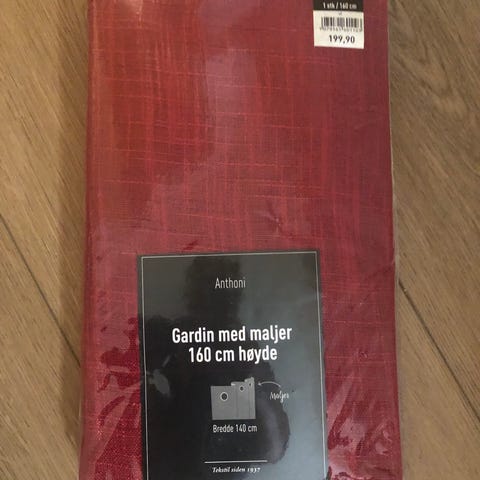 1 stk / 160 cm
199,90
Anthoni
Gardin med maljer
160 cm høyde
Maljer
Bredde 140 cm
Tekstil siden 1937